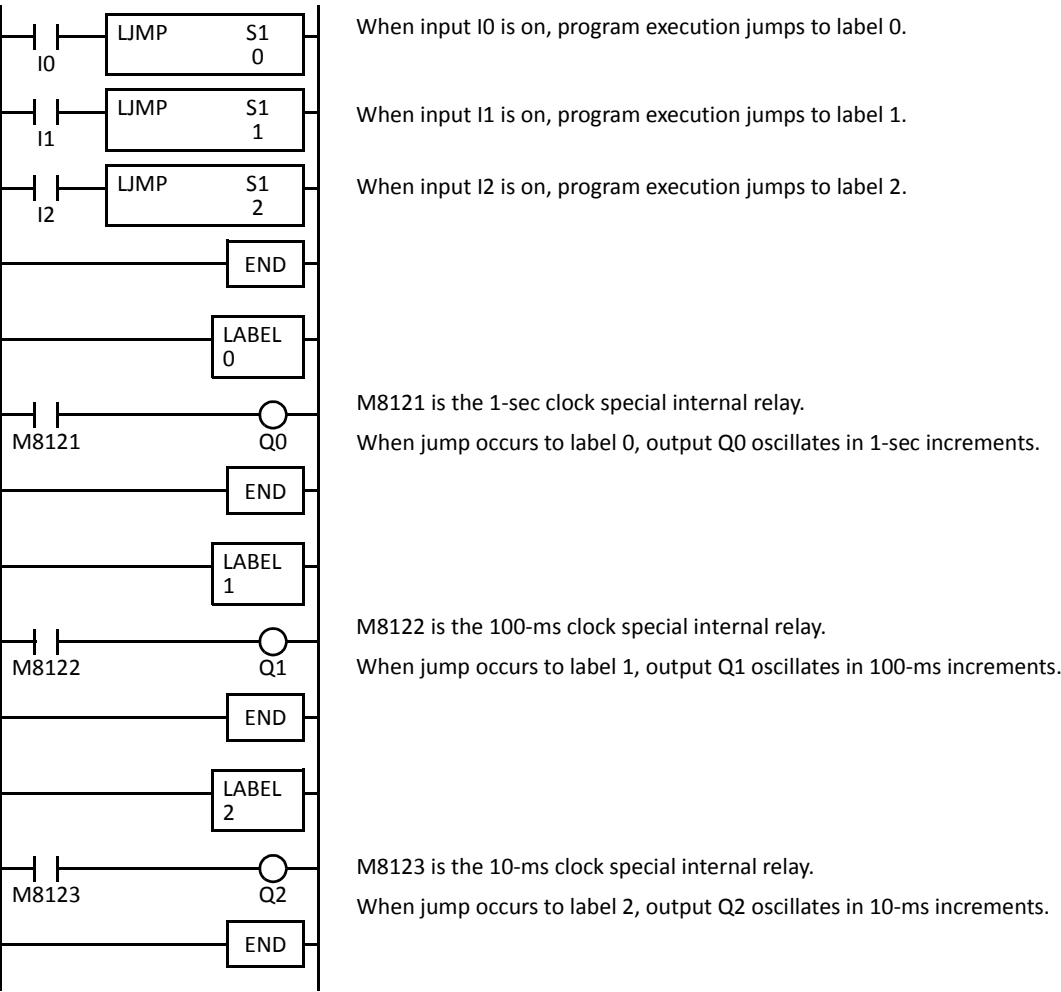 LJMP S1 When input I0 is on, program execution jumps to label 0.
I0 0
LJMP S1 When input I1 is on, program execution jumps to label 1.
I1 1
LJMP S1 When input I2 is on, program execution jumps to label 2.
I2 2
END
LABEL
0
M8121 is the 1-sec clock special internal relay.
M8121 Q0 When jump occurs to label 0, output Q0 oscillates in 1-sec increments.
END
LABEL
1
M8122 is the 100-ms clock special internal relay.
M8122 Q1 When jump occurs to label 1, output Q1 oscillates in 100-ms increments.
END
LABEL
2
M8123 is the 10-ms clock special internal relay.
M8123 Q2 When jump occurs to label 2, output Q2 oscillates in 10-ms increments.
END